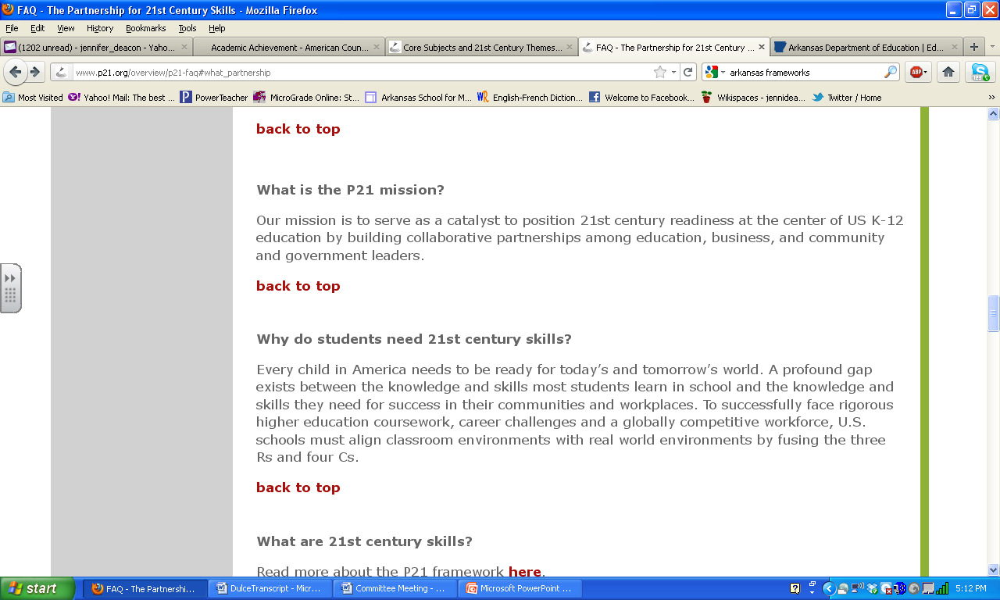 FAQ - The Partnership for 21st Century Skills - Mozilla Firefox
File Edit View History Bookmarks Tools Help
(1202 unread) - jennifer_deacon - Yaho... Academic Achievement - American Coun... Core Subjects and 21st Century Themes... FAQ - The Partnership for 21st Century ... Arkansas Department of Education | Ed...
www.p21.org/overview/p21-faq#what_partnership arkansas frameworks ABP
Most Visited Yahoo! Mail: The best ... PowerTeacher MicroGrade Online: St... Arkansas School for M... English-French Diction... Welcome to Facebook... Wikispaces - jennidea... Twitter / Home
back to top
What is the P21 mission?
Our mission is to serve as a catalyst to position 21st century readiness at the center of US K-12
education by building collaborative partnerships among education, business, and community
and government leaders.
back to top
Why do students need 21st century skills?
Every child in America needs to be ready for today's and tomorrow's world. A profound gap
exists between the knowledge and skills most students learn in school and the knowledge and
skills they need for success in their communities and workplaces. To successfully face rigorous
higher education coursework, career challenges and a globally competitive workforce, U.S.
schools must align classroom environments with real world environments by fusing the three
Rs and four Cs.
back to top
What are 21st century skills?
Read more about the P21 framework here.
start FAQ - The Partnershi... DulceTranscript - Micr... Committee Meeting - ... Microsoft PowerPoint ... 5:12 PM